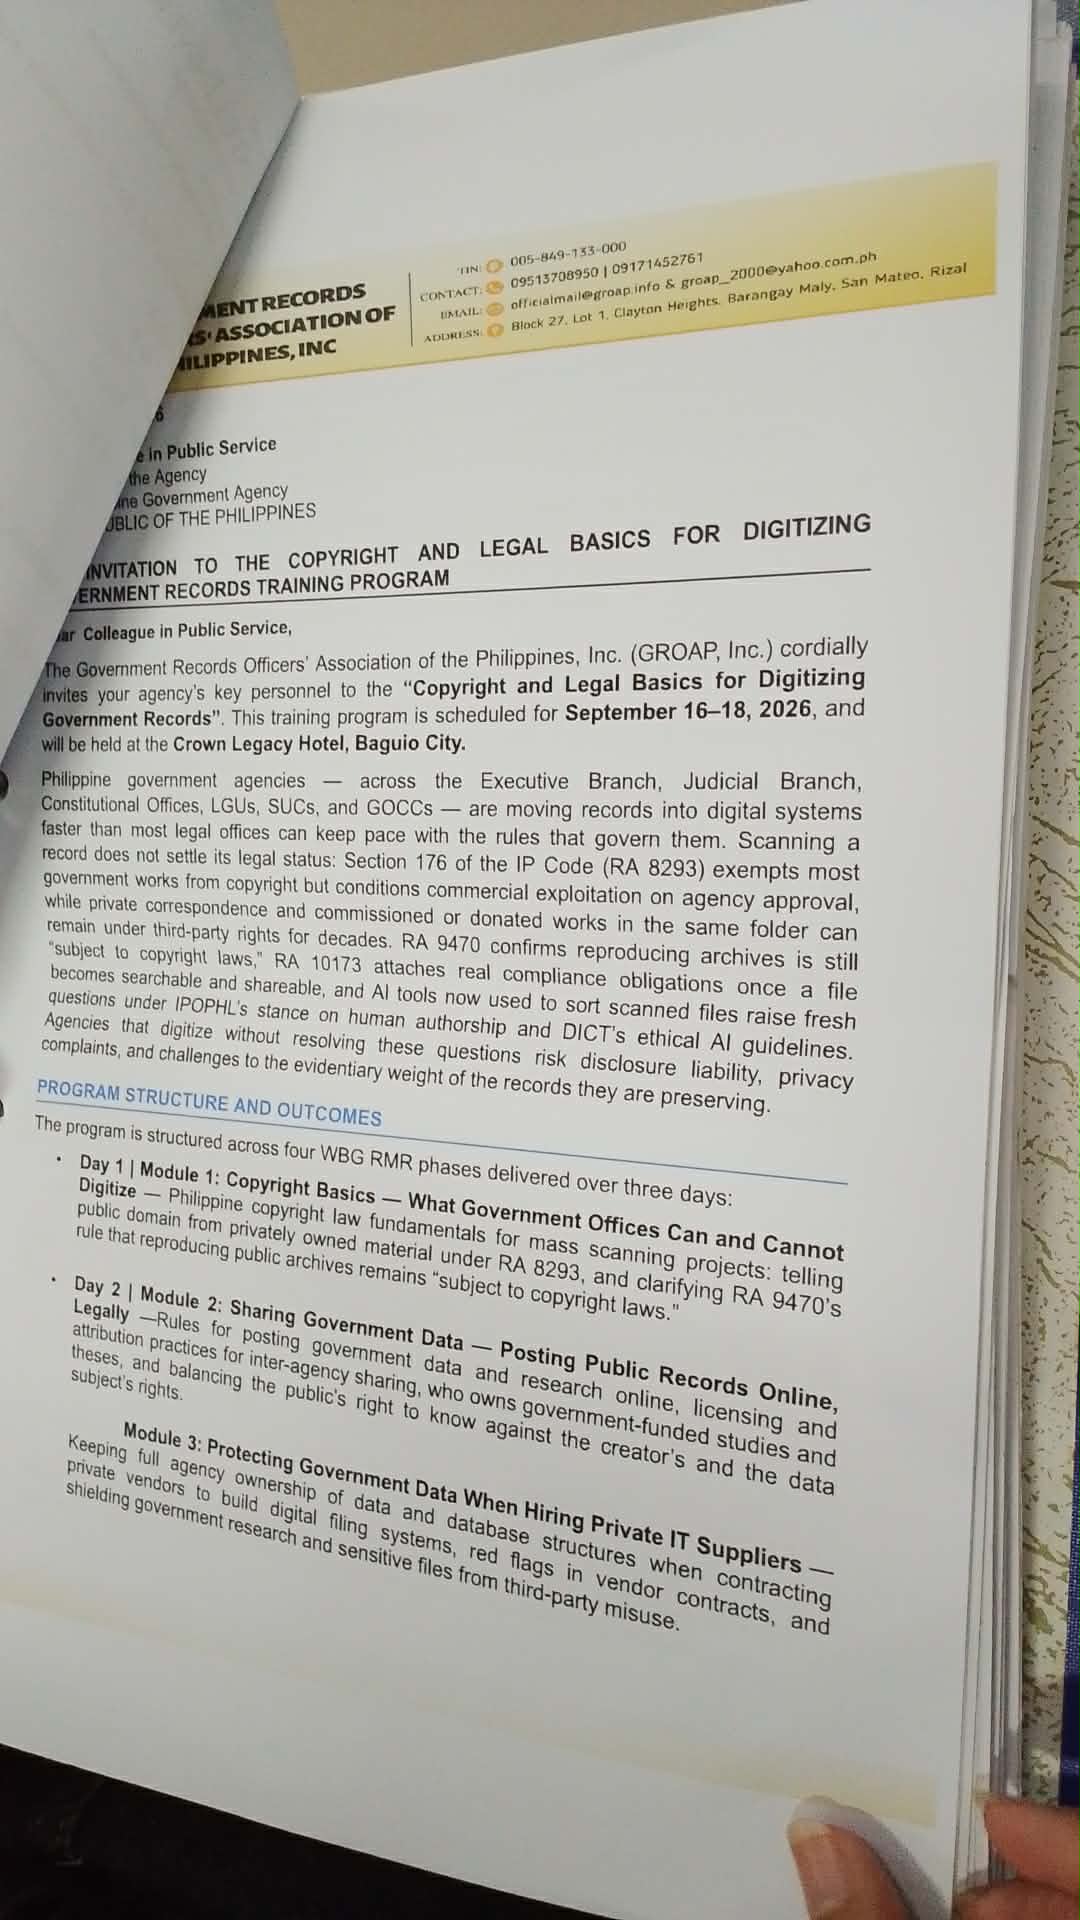 MENT RECORDS
S' ASSOCIATION OF
ILIPPINES, INC
TIN: 005-849-133-000
CONTACT: 09513708950 | 09171452761
EMAIL: officialmail@groap.info & groap_2000@yahoo.com.ph
ADDRESS: Block 27, Lot 1, Clayton Heights, Barangay Maly, San Mateo, Rizal
6
e in Public Service
the Agency
ine Government Agency
UBLIC OF THE PHILIPPINES
INVITATION TO THE COPYRIGHT AND LEGAL BASICS FOR DIGITIZING
ERNMENT RECORDS TRAINING PROGRAM
ar Colleague in Public Service,
The Government Records Officers' Association of the Philippines, Inc. (GROAP, Inc.) cordially
invites your agency's key personnel to the “Copyright and Legal Basics for Digitizing
Government Records”. This training program is scheduled for September 16–18, 2026, and
will be held at the Crown Legacy Hotel, Baguio City.
Philippine government agencies — across the Executive Branch, Judicial Branch,
Constitutional Offices, LGUs, SUCs, and GOCCs — are moving records into digital systems
faster than most legal offices can keep pace with the rules that govern them. Scanning a
record does not settle its legal status: Section 176 of the IP Code (RA 8293) exempts most
government works from copyright but conditions commercial exploitation on agency approval,
while private correspondence and commissioned or donated works in the same folder can
remain under third-party rights for decades. RA 9470 confirms reproducing archives is still
“subject to copyright laws,” RA 10173 attaches real compliance obligations once a file
becomes searchable and shareable, and AI tools now used to sort scanned files raise fresh
questions under IPOPHL's stance on human authorship and DICT's ethical AI guidelines.
Agencies that digitize without resolving these questions risk disclosure liability, privacy
complaints, and challenges to the evidentiary weight of the records they are preserving.
PROGRAM STRUCTURE AND OUTCOMES
The program is structured across four WBG RMR phases delivered over three days:
• Day 1 | Module 1: Copyright Basics — What Government Offices Can and Cannot
Digitize — Philippine copyright law fundamentals for mass scanning projects: telling
public domain from privately owned material under RA 8293, and clarifying RA 9470's
rule that reproducing public archives remains “subject to copyright laws.”
• Day 2 | Module 2: Sharing Government Data — Posting Public Records Online,
Legally —Rules for posting government data and research online, licensing and
attribution practices for inter-agency sharing, who owns government-funded studies and
theses, and balancing the public's right to know against the creator's and the data
subject's rights.
Module 3: Protecting Government Data When Hiring Private IT Suppliers —
Keeping full agency ownership of data and database structures when contracting
private vendors to build digital filing systems, red flags in vendor contracts, and
shielding government research and sensitive files from third-party misuse.